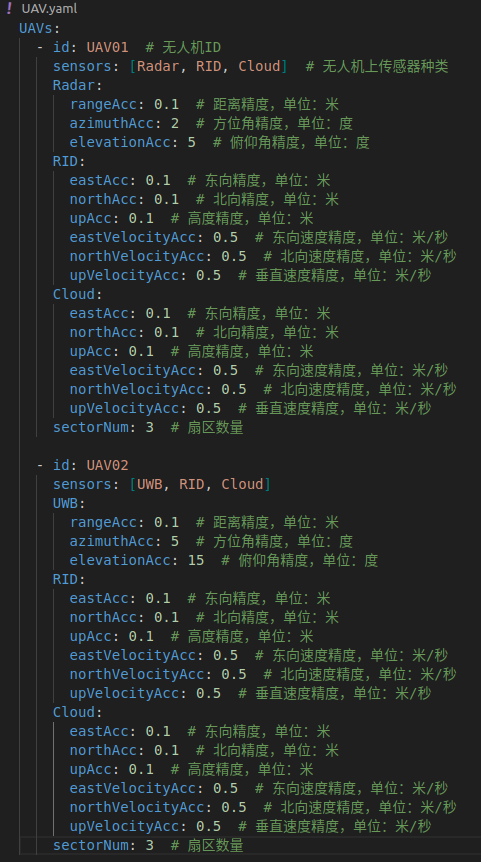 ! UAV.yaml
UAVs:
  - id: UAV01  # 无人机ID
    sensors: [Radar, RID, Cloud]  # 无人机上传感器种类
    Radar:
      rangeAcc: 0.1  # 距离精度，单位：米
      azimuthAcc: 2  # 方位角精度，单位：度
      elevationAcc: 5  # 俯仰角精度，单位：度
    RID:
      eastAcc: 0.1  # 东向精度，单位：米
      northAcc: 0.1  # 北向精度，单位：米
      upAcc: 0.1  # 高度精度，单位：米
      eastVelocityAcc: 0.5  # 东向速度精度，单位：米/秒
      northVelocityAcc: 0.5  # 北向速度精度，单位：米/秒
      upVelocityAcc: 0.5  # 垂直速度精度，单位：米/秒
    Cloud:
      eastAcc: 0.1  # 东向精度，单位：米
      northAcc: 0.1  # 北向精度，单位：米
      upAcc: 0.1  # 高度精度，单位：米
      eastVelocityAcc: 0.5  # 东向速度精度，单位：米/秒
      northVelocityAcc: 0.5  # 北向速度精度，单位：米/秒
      upVelocityAcc: 0.5  # 垂直速度精度，单位：米/秒
    sectorNum: 3  # 扇区数量

  - id: UAV02
    sensors: [UWB, RID, Cloud]
    UWB:
      rangeAcc: 0.1  # 距离精度，单位：米
      azimuthAcc: 5  # 方位角精度，单位：度
      elevationAcc: 15  # 俯仰角精度，单位：度
    RID:
      eastAcc: 0.1  # 东向精度，单位：米
      northAcc: 0.1  # 北向精度，单位：米
      upAcc: 0.1  # 高度精度，单位：米
      eastVelocityAcc: 0.5  # 东向速度精度，单位：米/秒
      northVelocityAcc: 0.5  # 北向速度精度，单位：米/秒
      upVelocityAcc: 0.5  # 垂直速度精度，单位：米/秒
    Cloud:
      eastAcc: 0.1  # 东向精度，单位：米
      northAcc: 0.1  # 北向精度，单位：米
      upAcc: 0.1  # 高度精度，单位：米
      eastVelocityAcc: 0.5  # 东向速度精度，单位：米/秒
      northVelocityAcc: 0.5  # 北向速度精度，单位：米/秒
      upVelocityAcc: 0.5  # 垂直速度精度，单位：米/秒
    sectorNum: 3  # 扇区数量